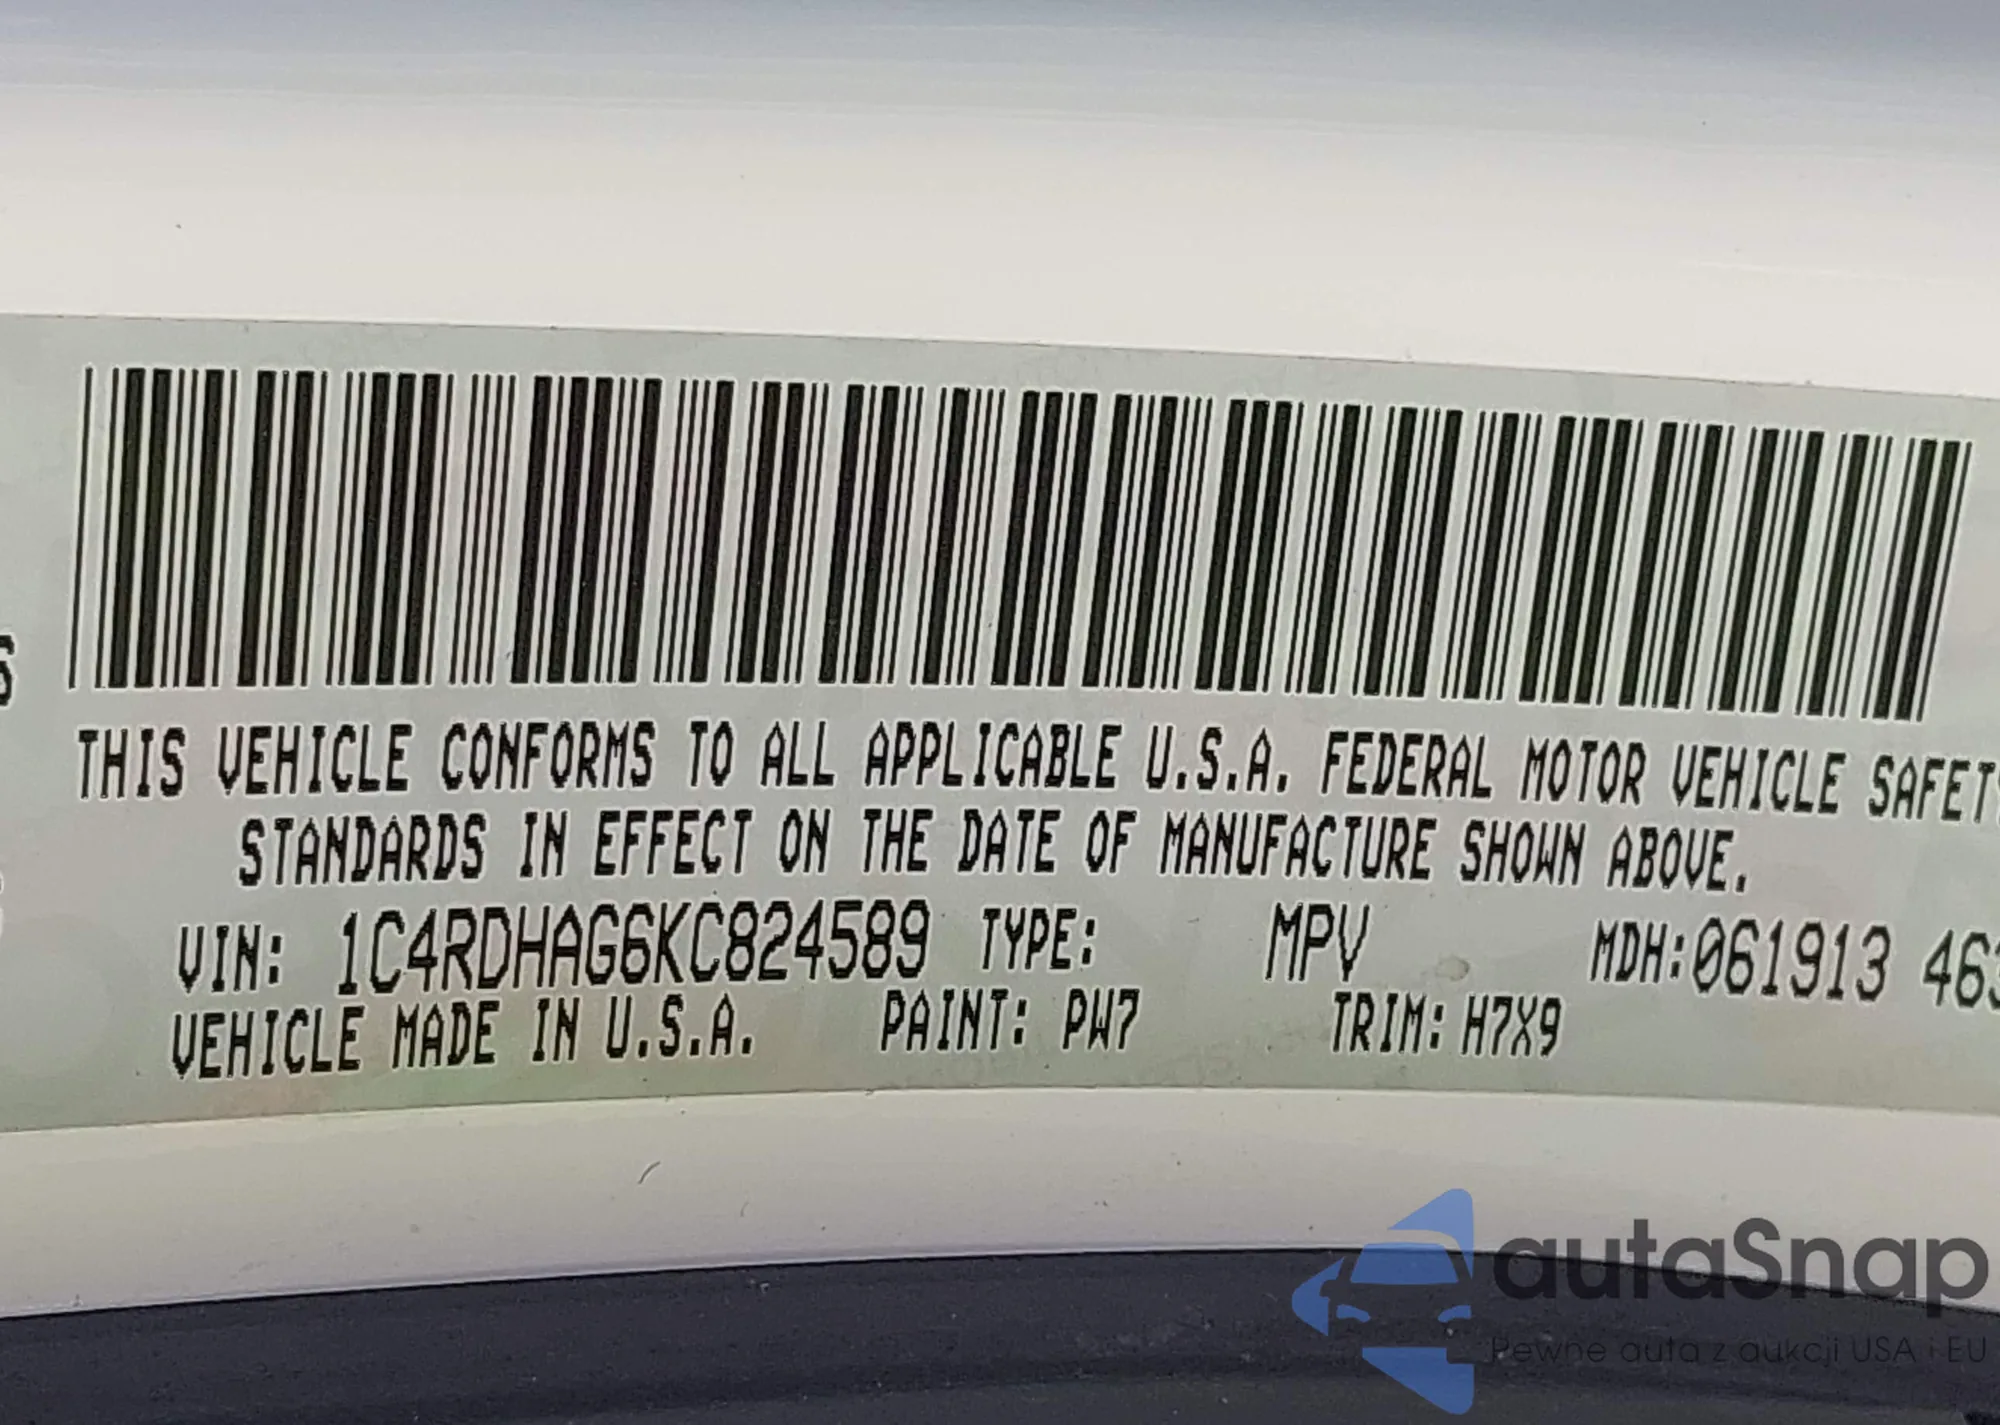 THIS VEHICLE CONFORMS TO ALL APPLICABLE U.S.A. FEDERAL MOTOR VEHICLE SAFETY
STANDARDS IN EFFECT ON THE DATE OF MANUFACTURE SHOWN ABOVE.
VIN: 1C4RDHAG6KC824589 TYPE: MPV MDH:061913 463
VEHICLE MADE IN U.S.A. PAINT: PW7 TRIM: H7X9
autaSnap
Pewne auta z aukcji USA i EU